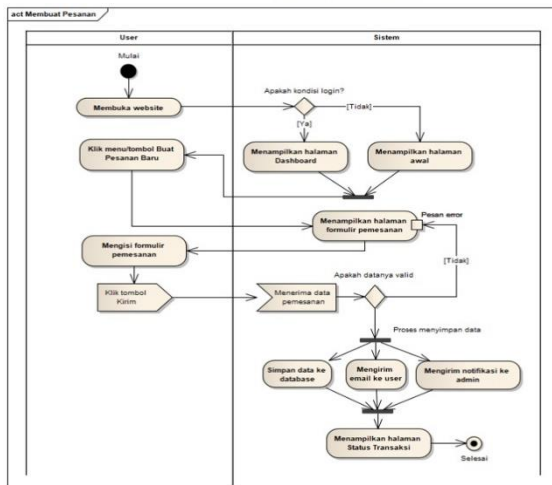 act Membuat Pesanan
User
Sistem
Mulai
Apakah kondisi login?
Membuka website
[Tidak]
[Ya]
Klik menu/tombol Buat
Pesanan Baru
Menampilkan halaman
Dashboard
Menampilkan halaman
awal
Menampilkan halaman
formulir pemesanan
Pesan error
Mengisi formulir
pemesanan
[Tidak]
Apakah datanya valid
Klik tombol
Kirim
Menerima data
pemesanan
Proses menyimpan data
Simpan data ke
database
Mengirim
email ke user
Mengirim notifikasi ke
admin
Menampilkan halaman
Status Transaksi
Selesai